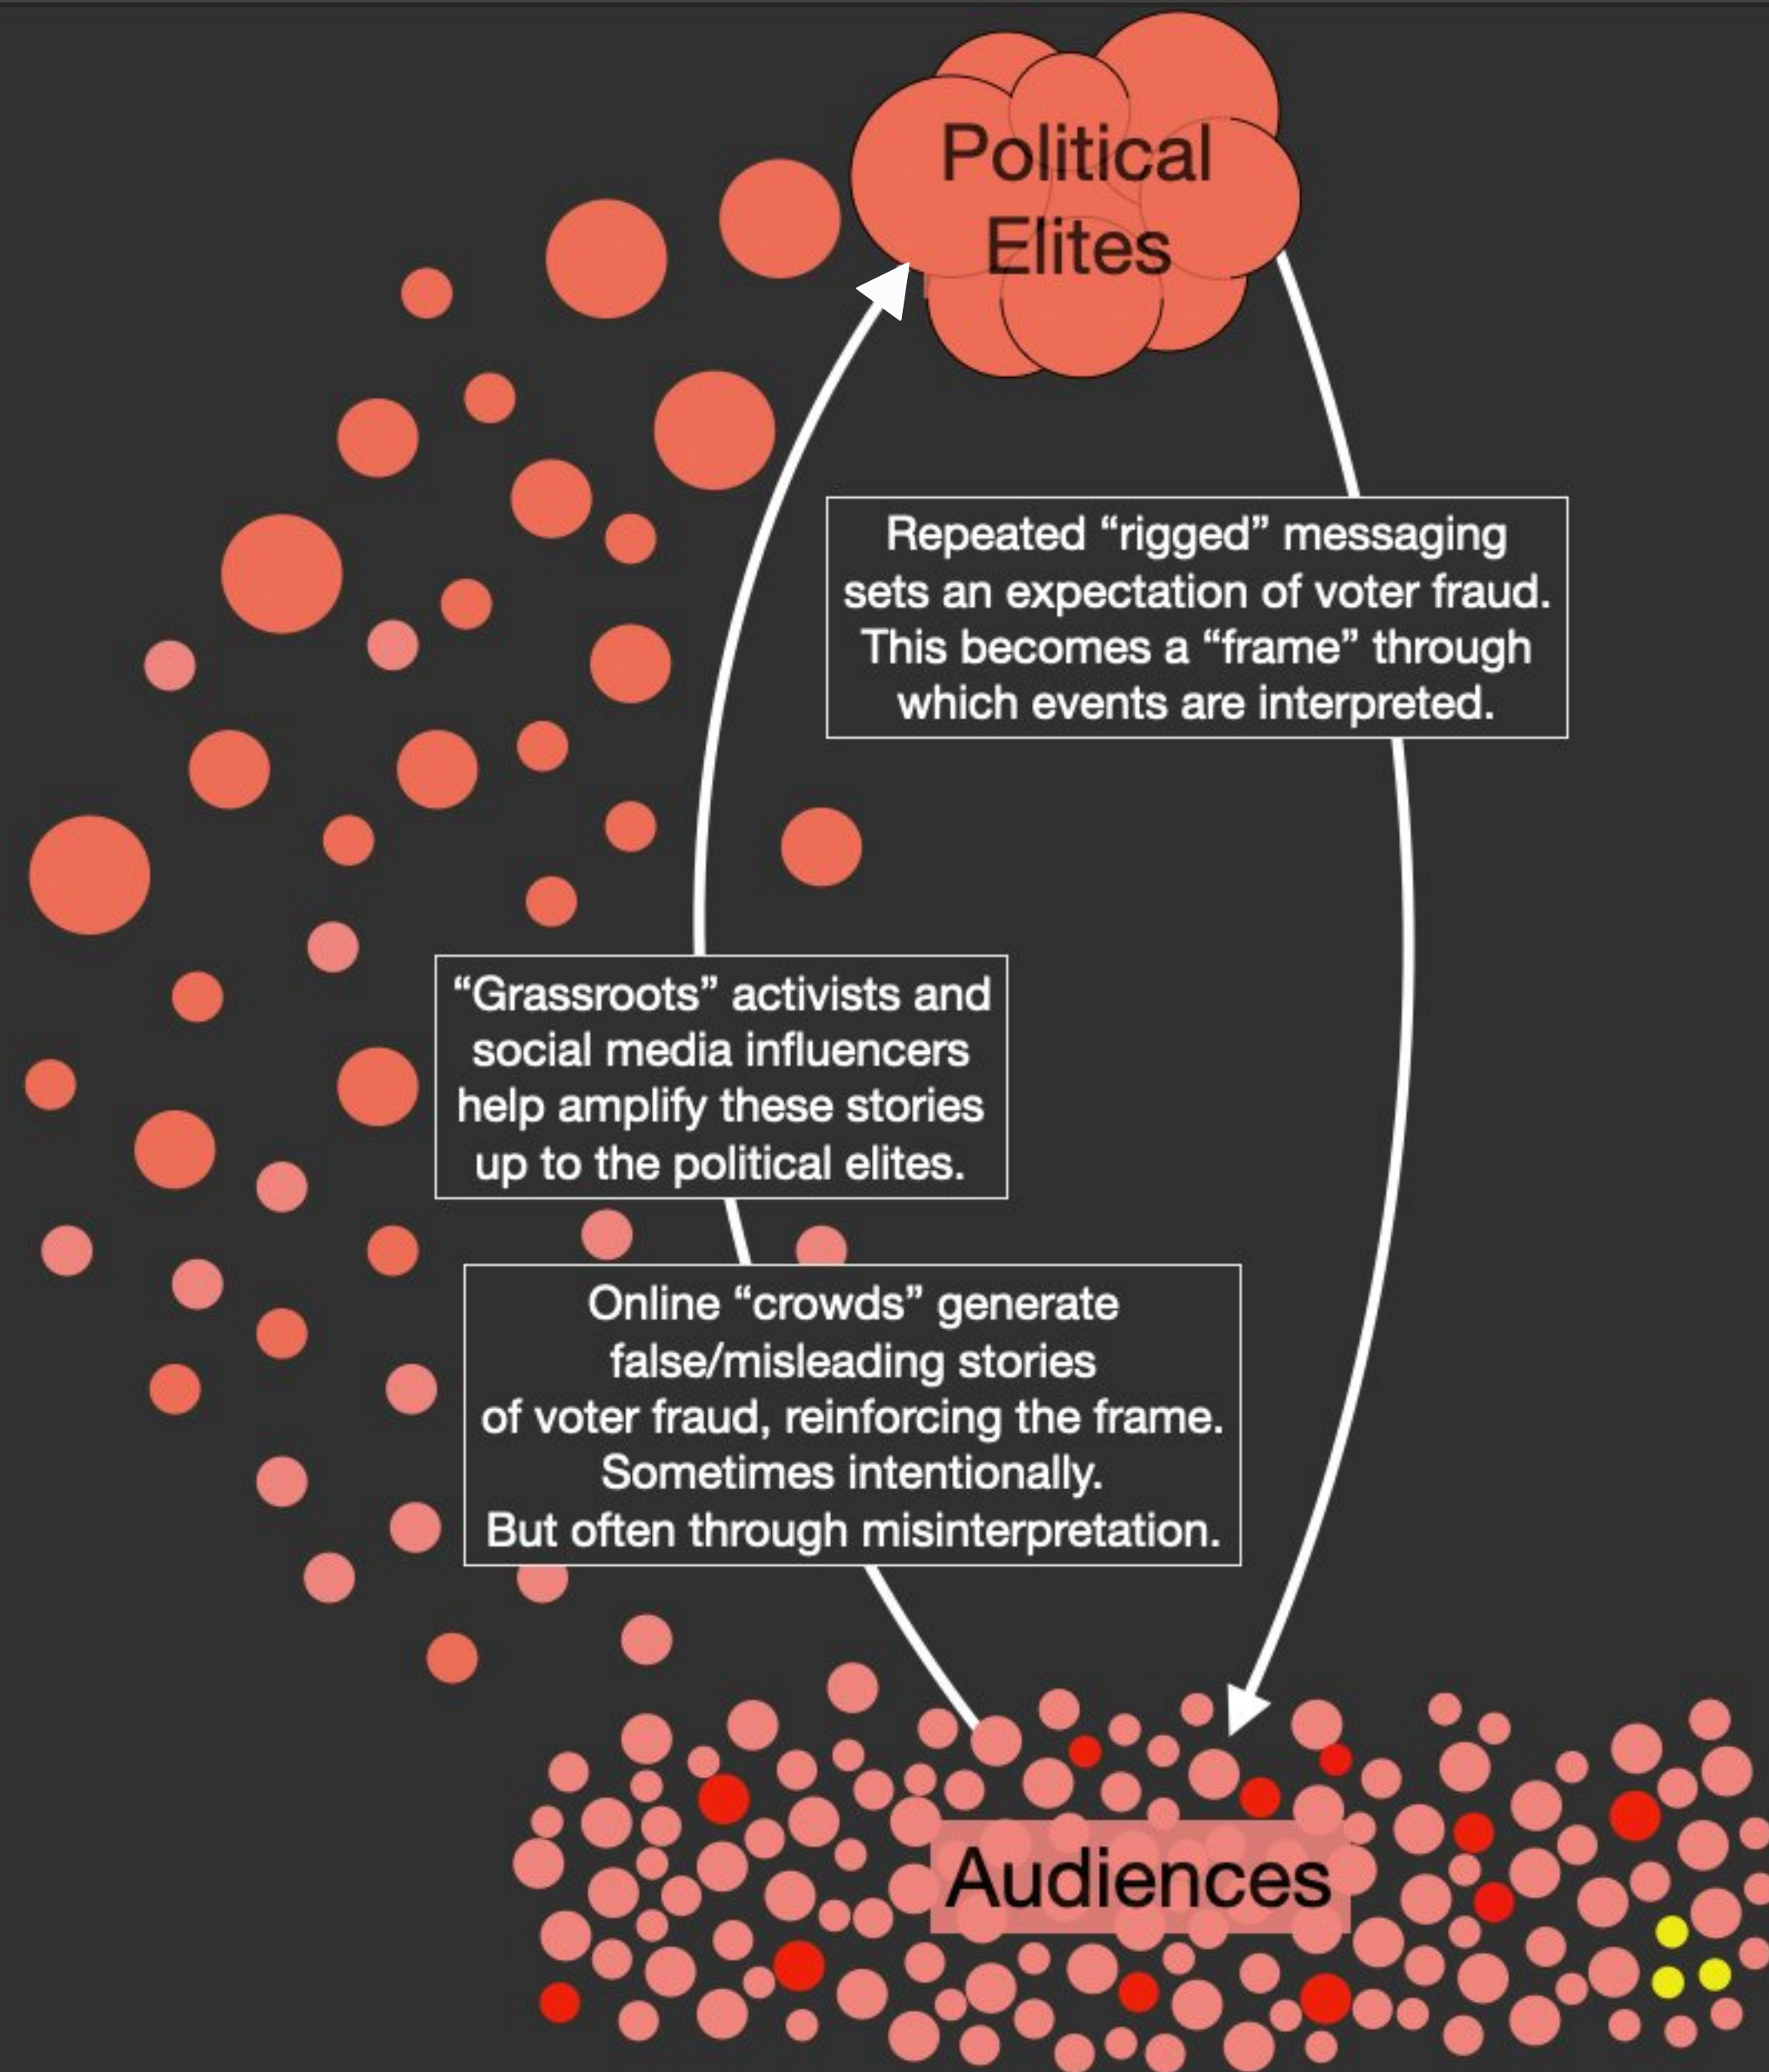 Political
Elites
Repeated “rigged” messaging
sets an expectation of voter fraud.
This becomes a “frame” through
which events are interpreted.
“Grassroots” activists and
social media influencers
help amplify these stories
up to the political elites.
Online “crowds” generate
false/misleading stories
of voter fraud, reinforcing the frame.
Sometimes intentionally.
But often through misinterpretation.
Audiences